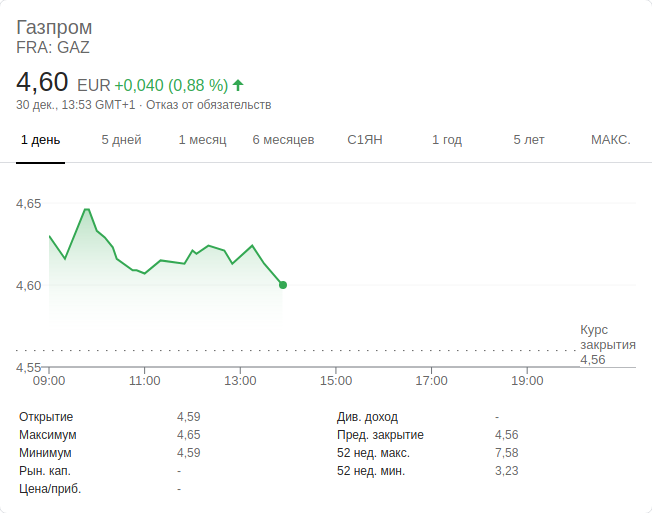 Газпром
FRA: GAZ
4,60 EUR +0,040 (0,88 %)
30 дек., 13:53 GMT+1 · Отказ от обязательств
1 день 5 дней 1 месяц 6 месяцев С1ЯН 1 год 5 лет МАКС.
4,65
4,60
Курс
закрытия
4,56
4,55
09:00 11:00 13:00 15:00 17:00 19:00
Открытие 4,59 Див. доход -
Максимум 4,65 Пред. закрытие 4,56
Минимум 4,59 52 нед. макс. 7,58
Рын. кап. - 52 нед. мин. 3,23
Цена/приб. -